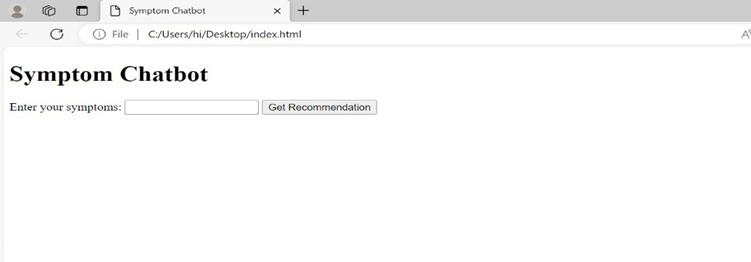 Symptom Chatbot
File | C:/Users/hi/Desktop/index.html
Symptom Chatbot
Enter your symptoms: Get Recommendation